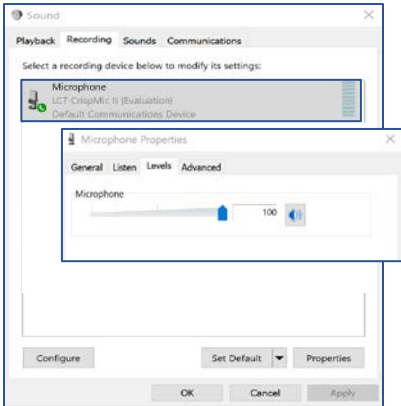 Sound
Playback Recording Sounds Communications
Select a recording device below to modify its settings:
Microphone
LCT CrispMic II (Evaluation)
Default Communications Device
Microphone Properties
General Listen Levels Advanced
Microphone
100
Configure Set Default Properties
OK Cancel Apply